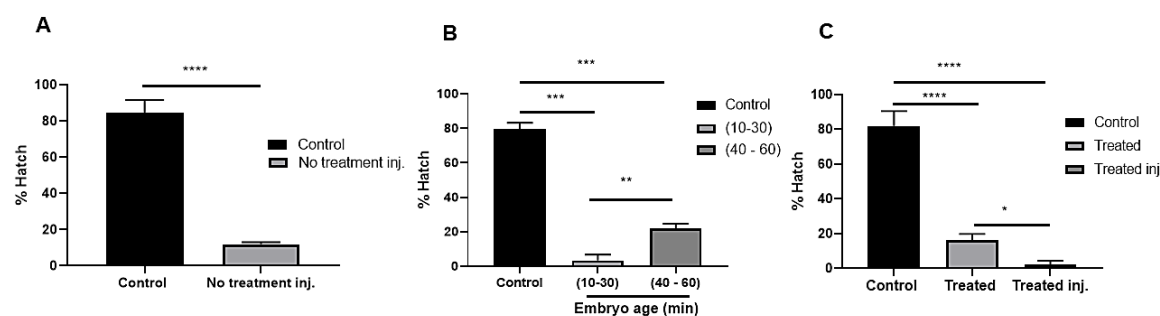 A
****
100
80
60
40
20
0
% Hatch
Control
No treatment inj.
Control
No treatment inj.
B
***
***
**
100
80
60
40
20
0
% Hatch
Control
(10-30)
(40 - 60)
Control
(10-30)
(40 - 60)
Embryo age (min)
C
****
****
*
100
80
60
40
20
0
% Hatch
Control
Treated
Treated inj
Control
Treated
Treated inj.